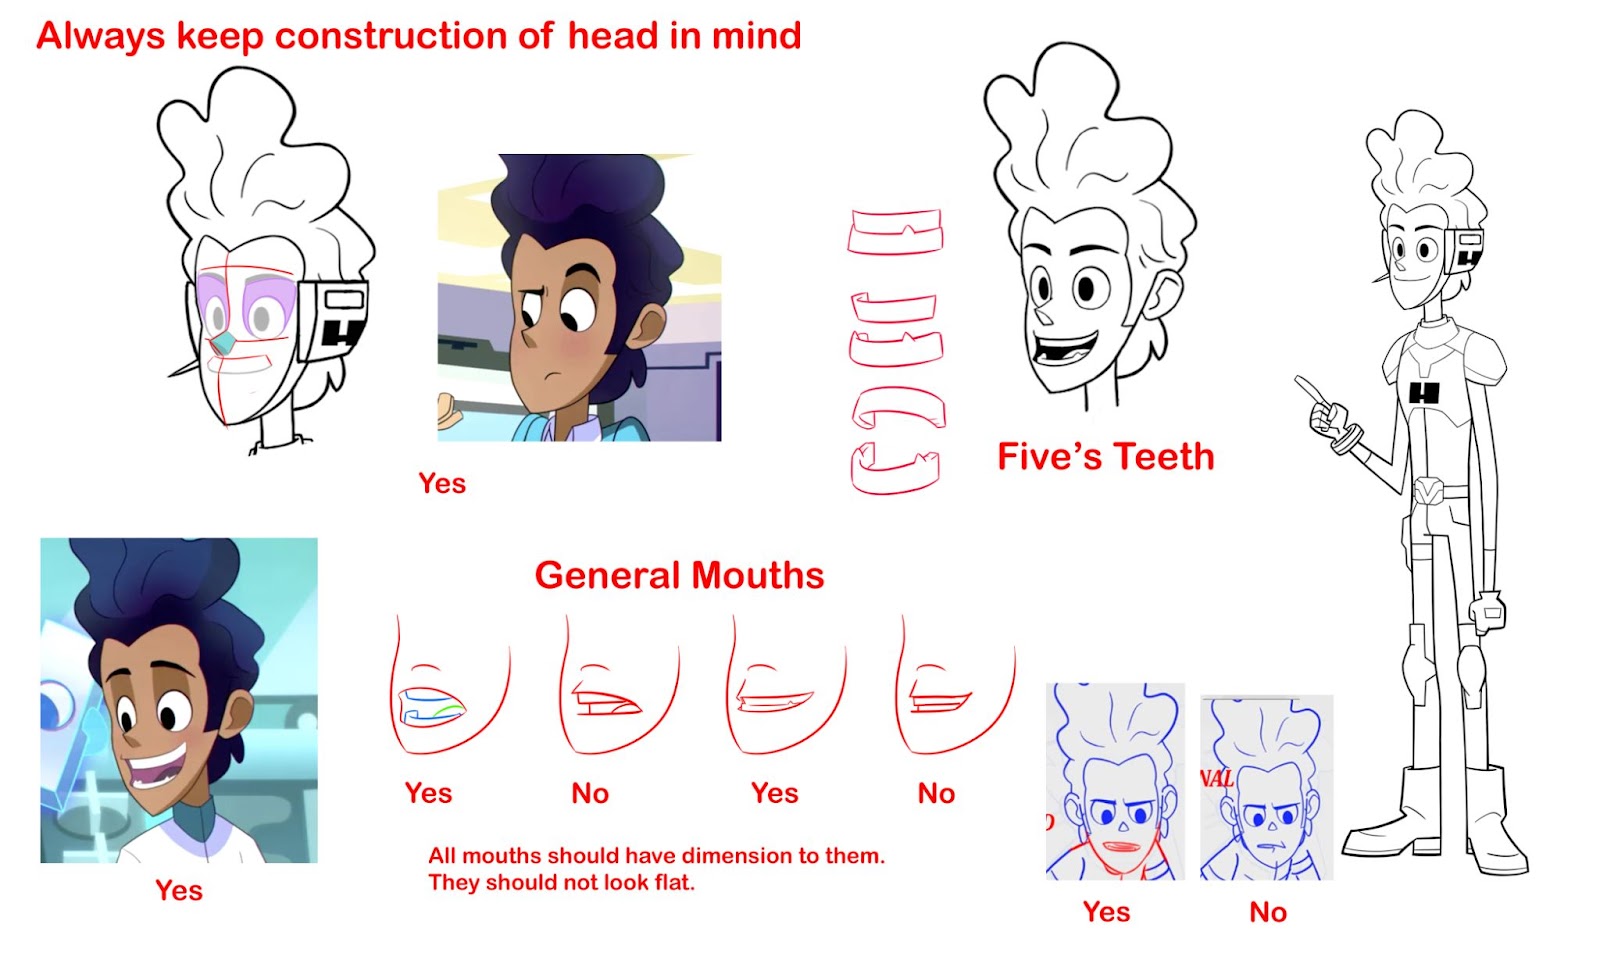 Always keep construction of head in mind
H
H
H
Yes
Five's Teeth
General Mouths
Yes
No
Yes
No
NAL
All mouths should have dimension to them.
They should not look flat.
Yes
Yes
No